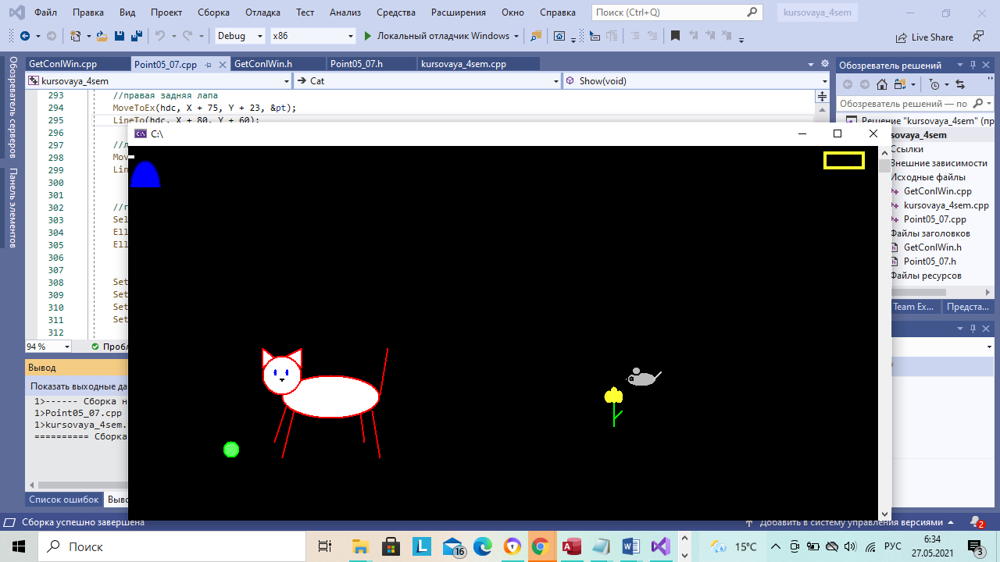 Файл Правка Вид Проект Сборка Отладка Тест Анализ Средства Расширения Окно Справка Поиск (Ctrl+Q) kursovaya_4sem
Debug x86 Локальный отладчик Windows Live Share
Обозреватель серверов
Панель элементов
GetConlWin.cpp Point05_07.cpp GetConlWin.h Point05_07.h kursovaya_4sem.cpp
kursovaya_4sem Cat Show(void)
293 //правая задняя лапа
294 MoveToEx(hdc, X + 75, Y + 23, &pt);
295 LineTo(hdc, X + 80, Y + 60);
296
297
298 Mov
299
300
301
302
303 Sel
304
305
306
307
308 Set
309 Set
310 Set
311 Set
312
94 %
Вывод
Показать выходные да
1>------ Сборка н
1>Point05_07.cpp
1>kursovaya_4sem.
========== Сборка
Список ошибок
C:\
Обозреватель решений
Обозреватель решений — по
Решение "kursovaya_4sem" (
Ссылки
Внешние зависимости
Исходные файлы
GetConlWin.cpp
kursovaya_4sem.cpp
Point05_07.cpp
Файлы заголовков
GetConlWin.h
Point05_07.h
Файлы ресурсов
Team Ex... Предста...
Сборка успешно завершена Добавить в систему управления версиями 2
Поиск 16 15°C РУС 6:34
27.05.2021 3